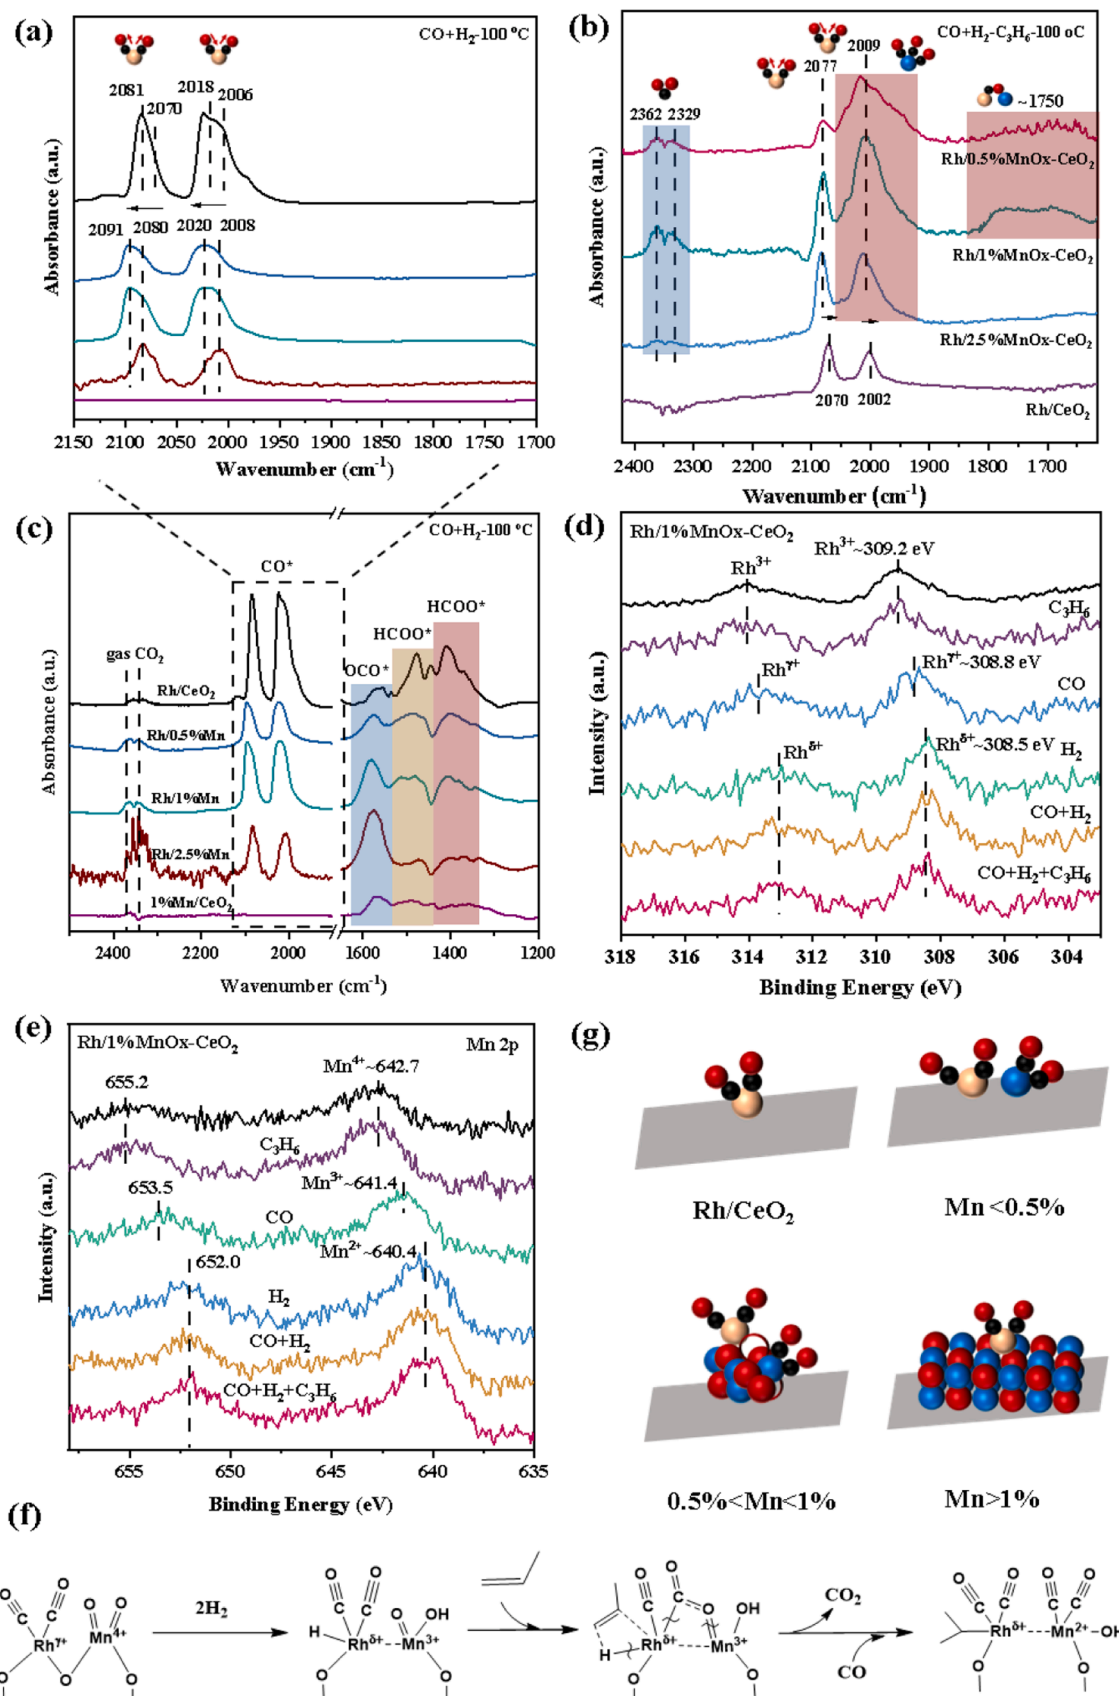 (a)
CO+H₂-100 °C
2081
2070
2018
2006
2091
2080
2020
2008
Absorbance (a.u.)
2150 2100 2050 2000 1950 1900 1850 1800 1750 1700
Wavenumber (cm⁻¹)
(b)
CO+H₂-C₃H₆-100 oC
2077
2009
2362
2329
~1750
Rh/0.5%MnOx-CeO₂
Rh/1%MnOx-CeO₂
Rh/2.5%MnOx-CeO₂
2070
2002
Rh/CeO₂
Absorbance (a.u.)
2400 2300 2200 2100 2000 1900 1800 1700
Wavenumber (cm⁻¹)
(c)
CO+H₂-100 °C
CO*
HCOO*
HCOO*
OCO*
gas CO₂
Rh/CeO₂
Rh/0.5%Mn
Rh/1%Mn
Rh/2.5%Mn
1%Mn/CeO₂
Absorbance (a.u.)
2400 2200 2000 1600 1400 1200
Wavenumber (cm⁻¹)
(d)
Rh/1%MnOx-CeO₂
Rh³⁺~309.2 eV
Rh³⁺
C₃H₆
Rhᵞ⁺
Rhᵞ⁺~308.8 eV
CO
Rhᵟ⁺
Rhᵟ⁺~308.5 eV
H₂
CO+H₂
CO+H₂+C₃H₆
Intensity (a.u.)
318 316 314 312 310 308 306 304
Binding Energy (eV)
(e)
Rh/1%MnOx-CeO₂
Mn 2p
Mn⁴⁺~642.7
655.2
C₃H₆
Mn³⁺~641.4
653.5
CO
Mn²⁺~640.4
652.0
H₂
CO+H₂
CO+H₂+C₃H₆
Intensity (a.u.)
655 650 645 640 635
Binding Energy (eV)
(g)
Rh/CeO₂
Mn <0.5%
0.5%<Mn<1%
Mn>1%
(f)
O O O O
C C
Rhᵞ⁺ Mn⁴⁺
O O O
2H₂
O O
C C O OH
H Rhᵟ⁺ Mn³⁺
O O
O O
C C O OH
H Rhᵟ⁺ Mn³⁺
O O
CO₂
CO
O O O O
C C C C
Rhᵟ⁺ Mn²⁺ OH
O O